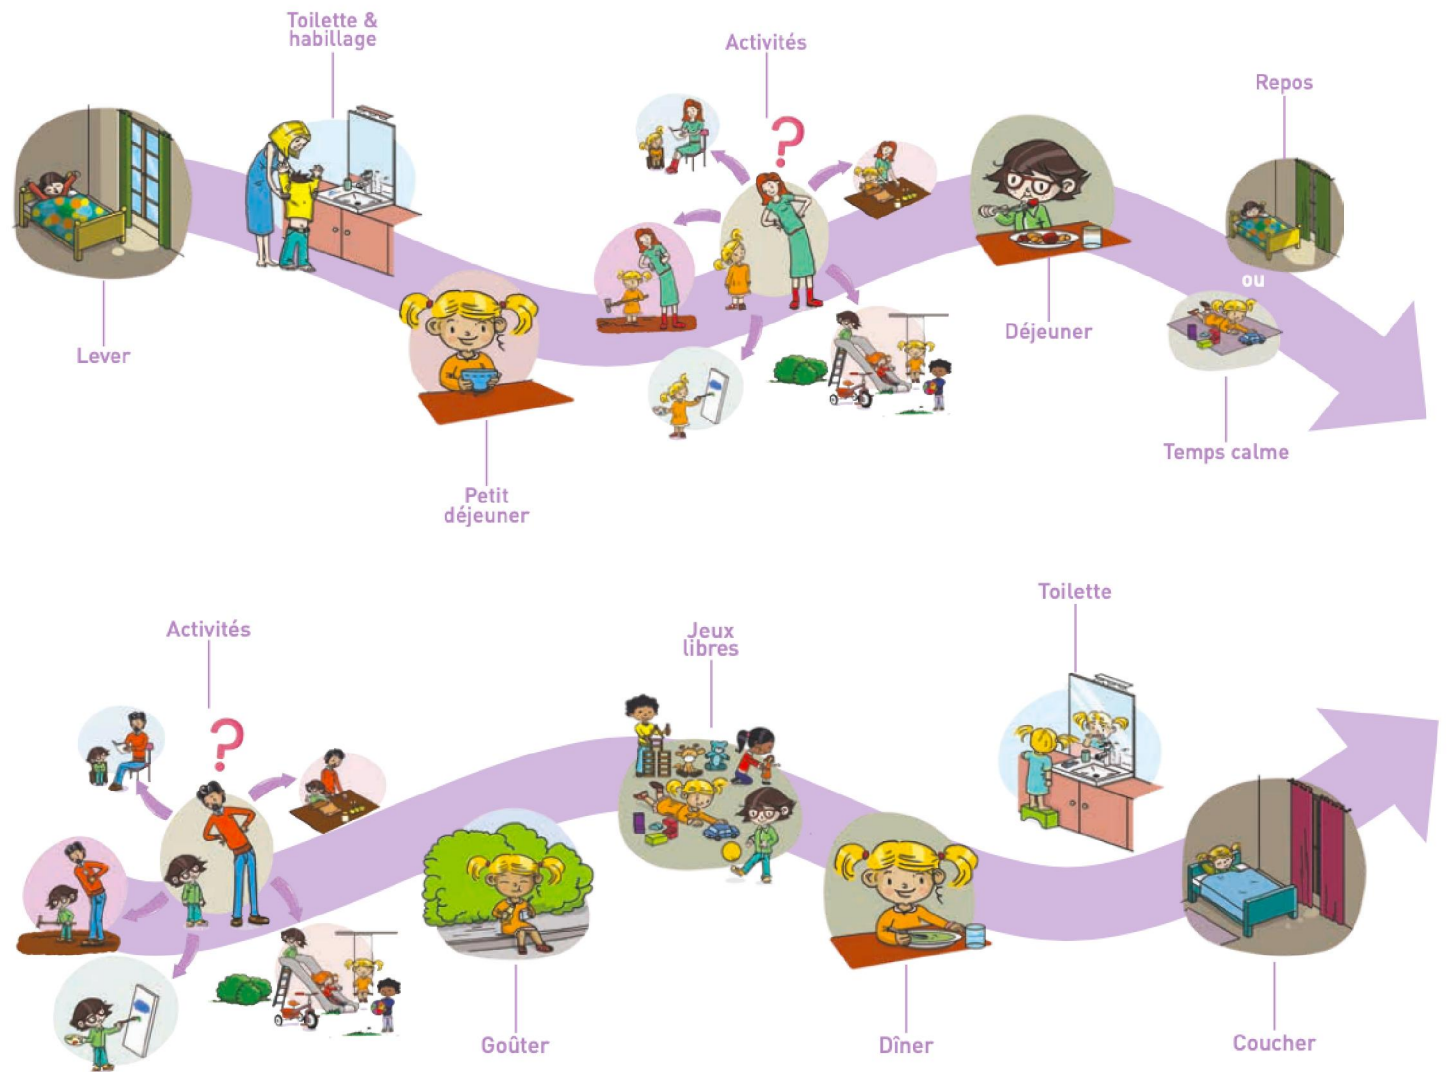 Toilette &
habillage
Activités
?
Repos
ou
Lever
Déjeuner
Temps calme
Petit
déjeuner
Toilette
Activités
?
Jeux
libres
Goûter
Dîner
Coucher